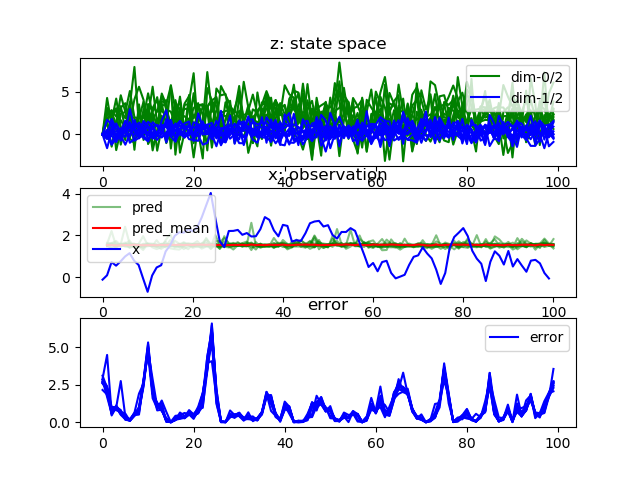 z: state space
5
0
dim-0/2
dim-1/2
0 20 40 60 80 100
x: observation
4
2
0
pred
pred_mean
x
0 20 40 60 80 100
error
5.0
2.5
0.0
error
0 20 40 60 80 100